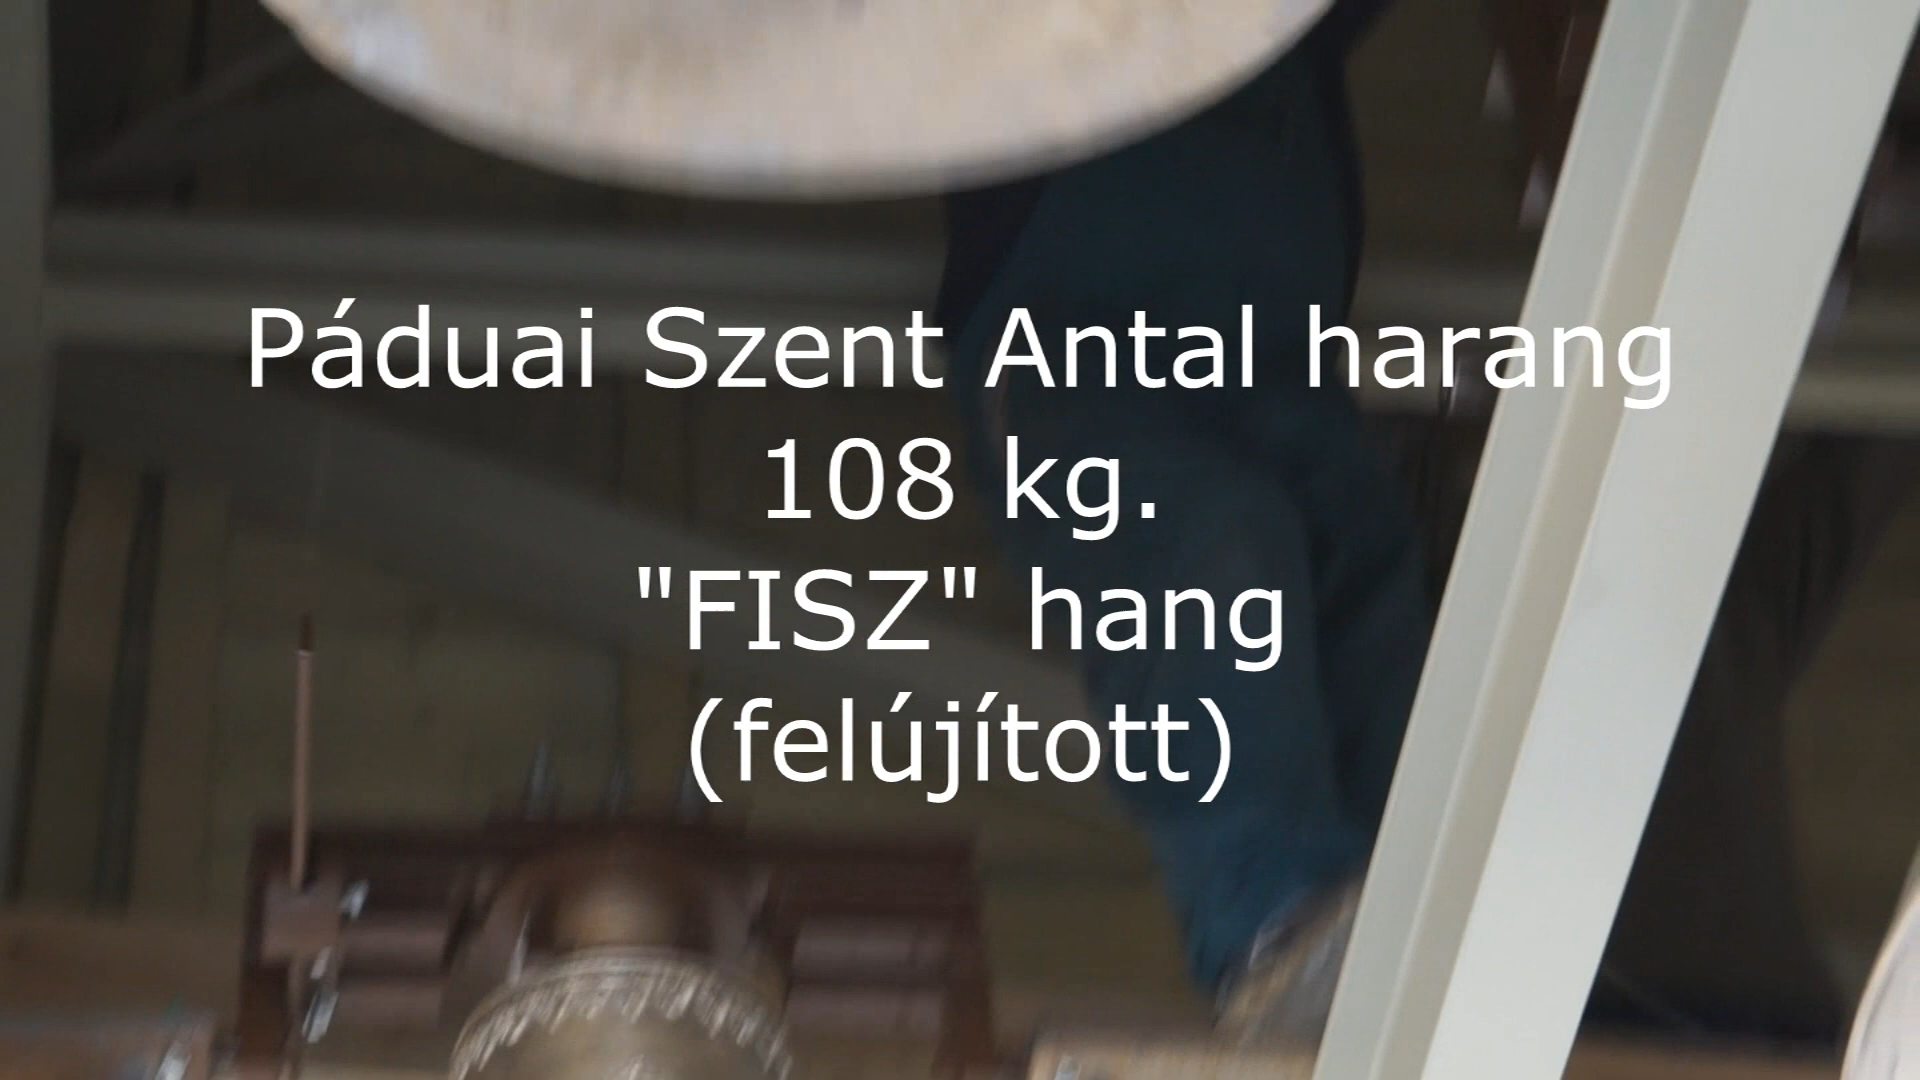 Páduai Szent Antal harang
108 kg.
"FISZ" hang
(felújított)